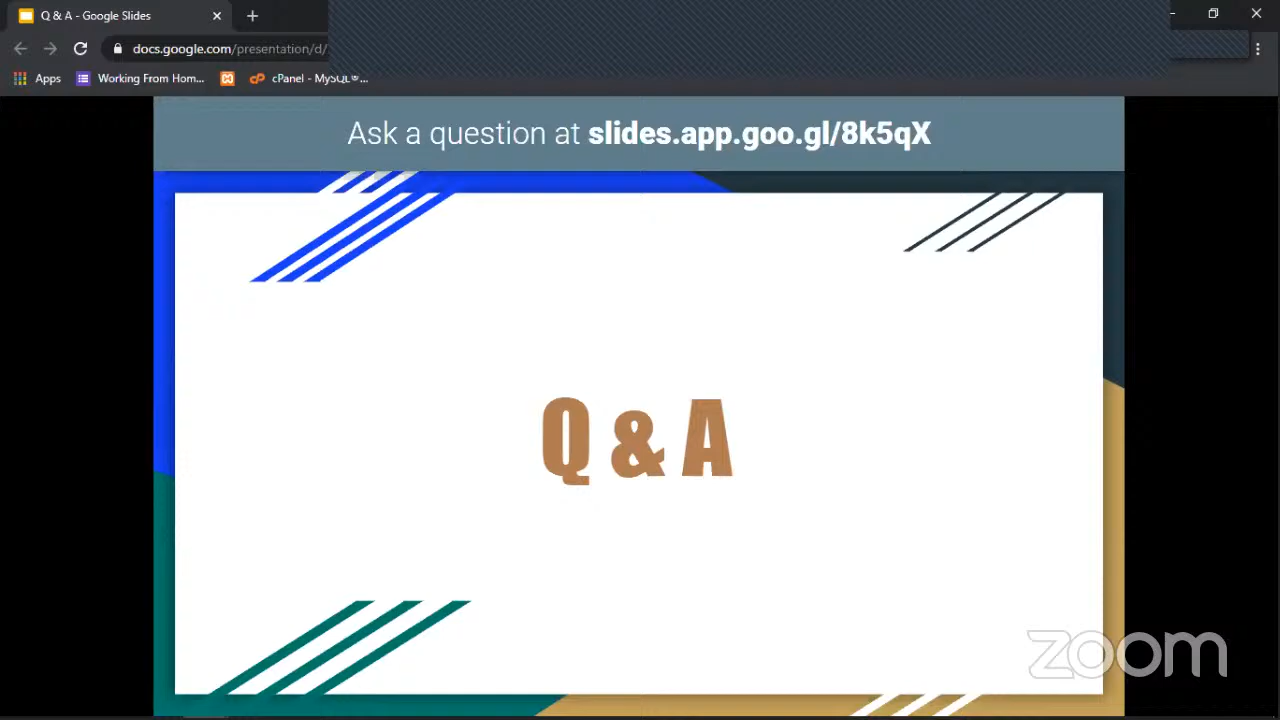 Q & A - Google Slides
docs.google.com/presentation/d/
Apps
Working From Hom...
cPanel - MySQL®...
Ask a question at slides.app.goo.gl/8k5qX
Q & A
zoom